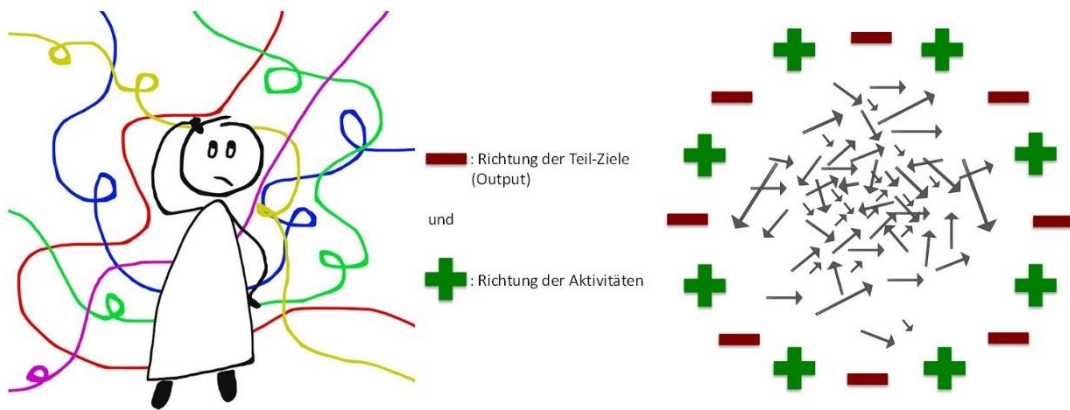 : Richtung der Teil-Ziele
(Output)
und
: Richtung der Aktivitäten